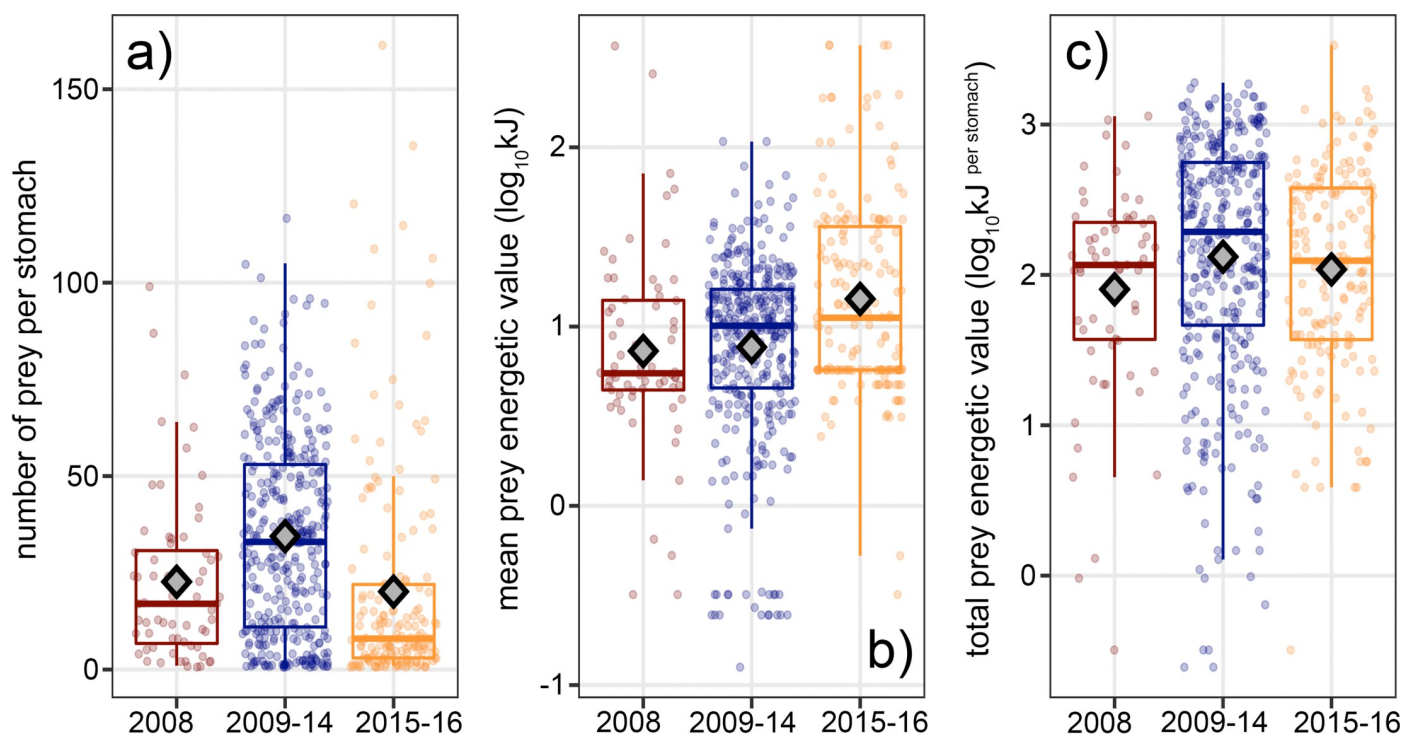 a)
number of prey per stomach
150
100
50
0
2008 2009-14 2015-16
b)
mean prey energetic value (log10kJ)
2
1
0
-1
2008 2009-14 2015-16
c)
total prey energetic value (log10kJ per stomach)
3
2
1
0
2008 2009-14 2015-16